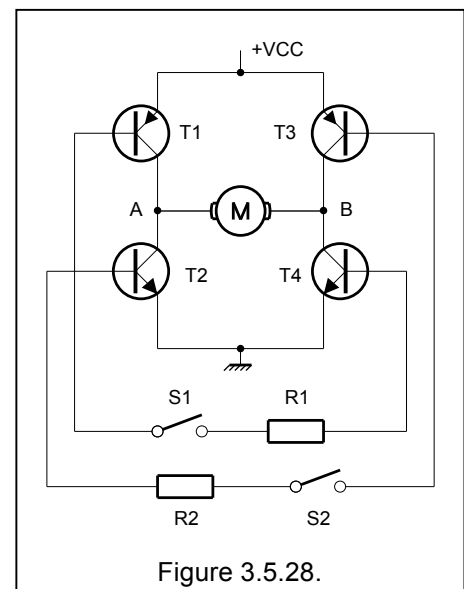 +VCC
T1 T3
A M B
T2 T4
S1 R1
R2 S2
Figure 3.5.28.